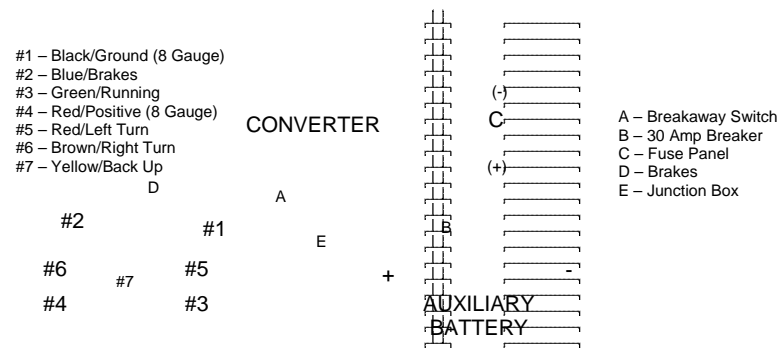 #1 – Black/Ground (8 Gauge)
#2 – Blue/Brakes
#3 – Green/Running
#4 – Red/Positive (8 Gauge)
#5 – Red/Left Turn
#6 – Brown/Right Turn
#7 – Yellow/Back Up
CONVERTER
(-)
C
(+)
A – Breakaway Switch
B – 30 Amp Breaker
C – Fuse Panel
D – Brakes
E – Junction Box
D
A
#2
#1
E
B
#6
#7
#5
+
-
#4
#3
AUXILIARY
BATTERY